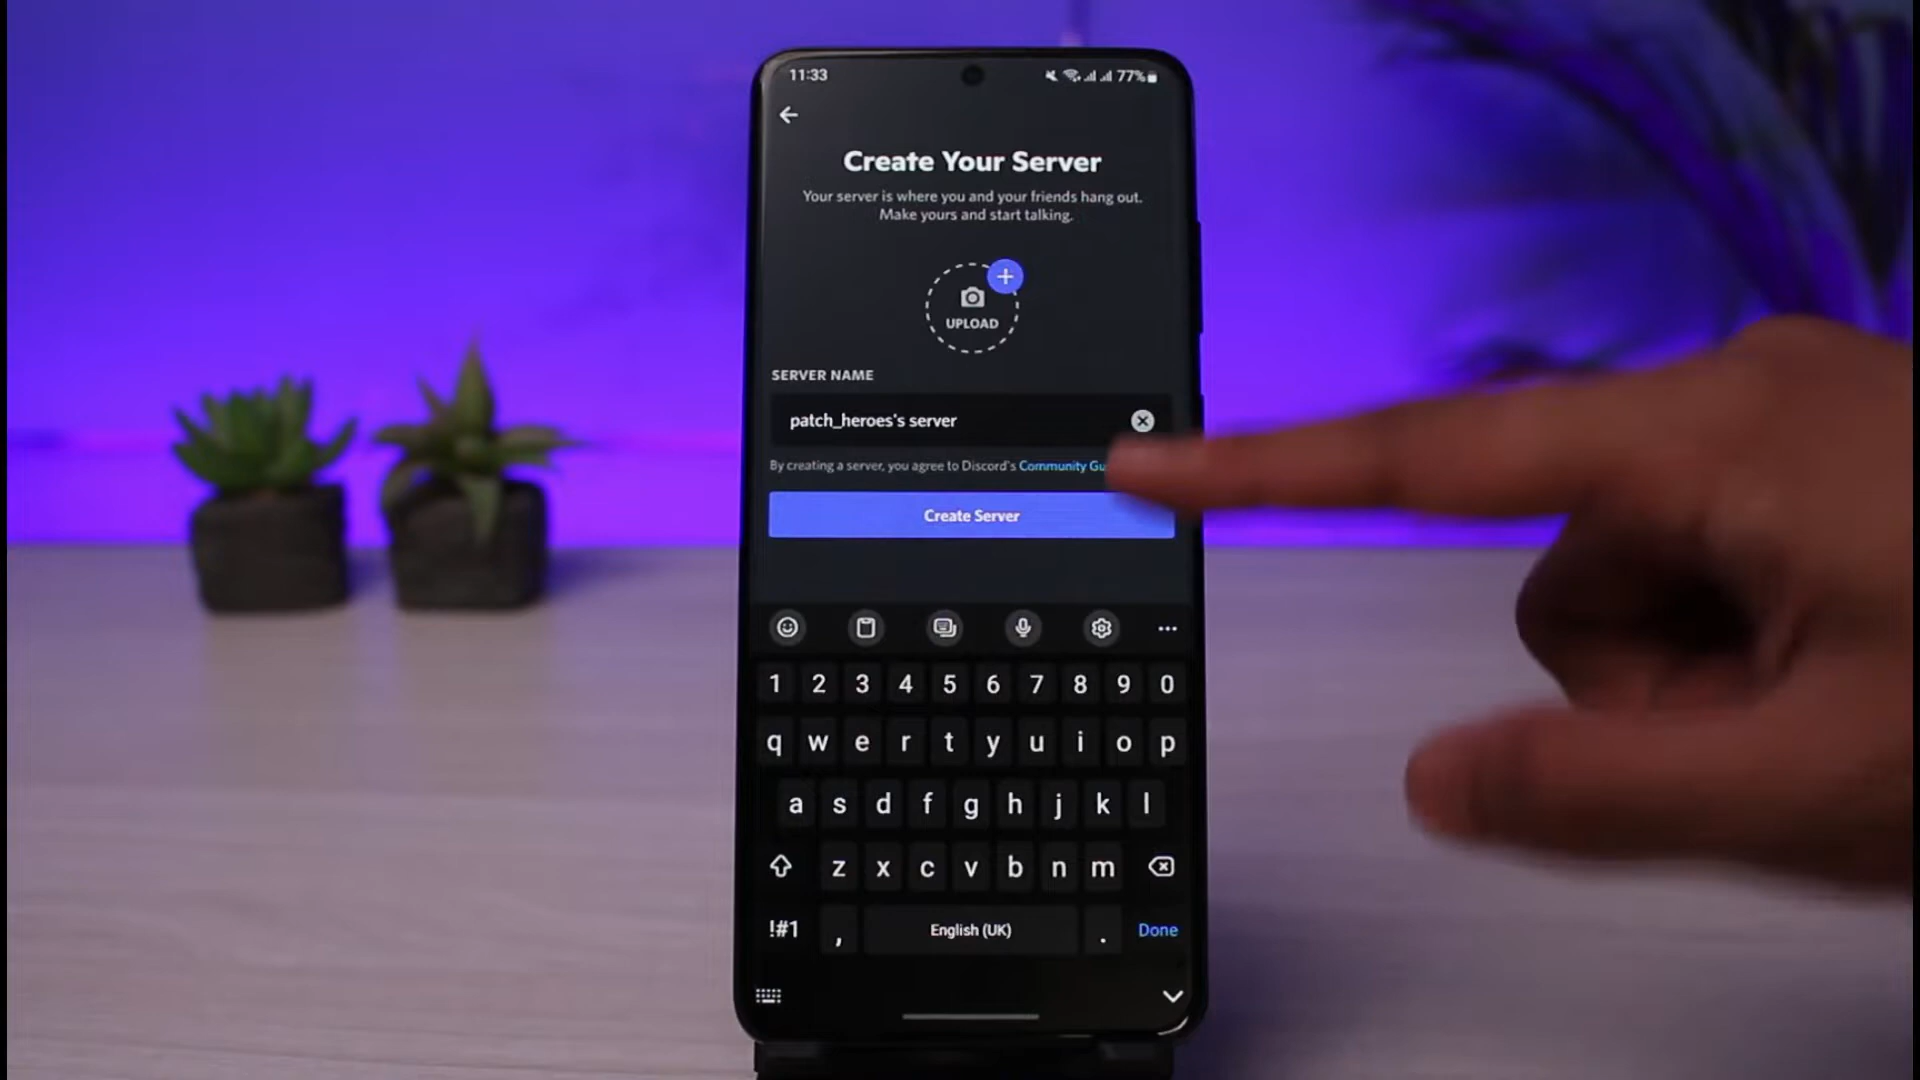 11:33
77%
Create Your Server
Your server is where you and your friends hang out.
Make yours and start talking.
UPLOAD
SERVER NAME
patch_heroes's server
By creating a server, you agree to Discord's Community
Create Server
1 2 3 4 5 6 7 8 9 0
q w e r t y u i o p
a s d f g h j k l
z x c v b n m
!#1 , English (UK) . Done